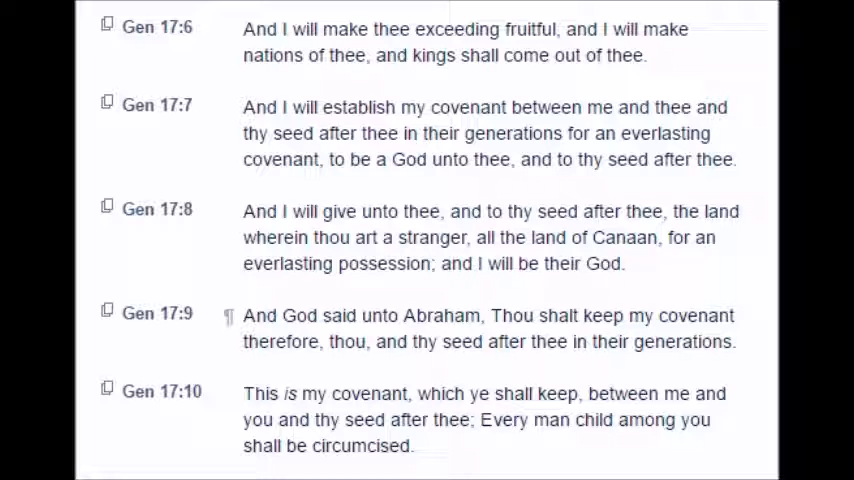 Gen 17:6 And I will make thee exceeding fruitful, and I will make
nations of thee, and kings shall come out of thee.
Gen 17:7 And I will establish my covenant between me and thee and
thy seed after thee in their generations for an everlasting
covenant, to be a God unto thee, and to thy seed after thee.
Gen 17:8 And I will give unto thee, and to thy seed after thee, the land
wherein thou art a stranger, all the land of Canaan, for an
everlasting possession; and I will be their God.
Gen 17:9 ¶ And God said unto Abraham, Thou shalt keep my covenant
therefore, thou, and thy seed after thee in their generations.
Gen 17:10 This is my covenant, which ye shall keep, between me and
you and thy seed after thee; Every man child among you
shall be circumcised.